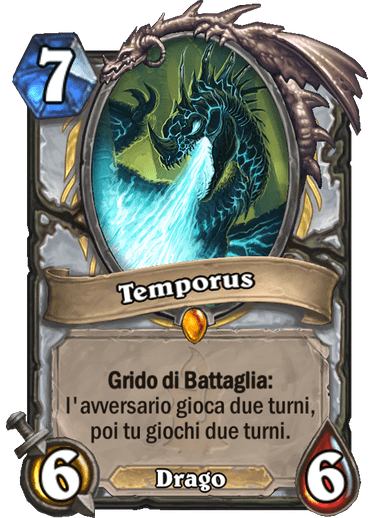 7
Temporus
Grido di Battaglia:
l'avversario gioca due turni,
poi tu giochi due turni.
6
Drago
6